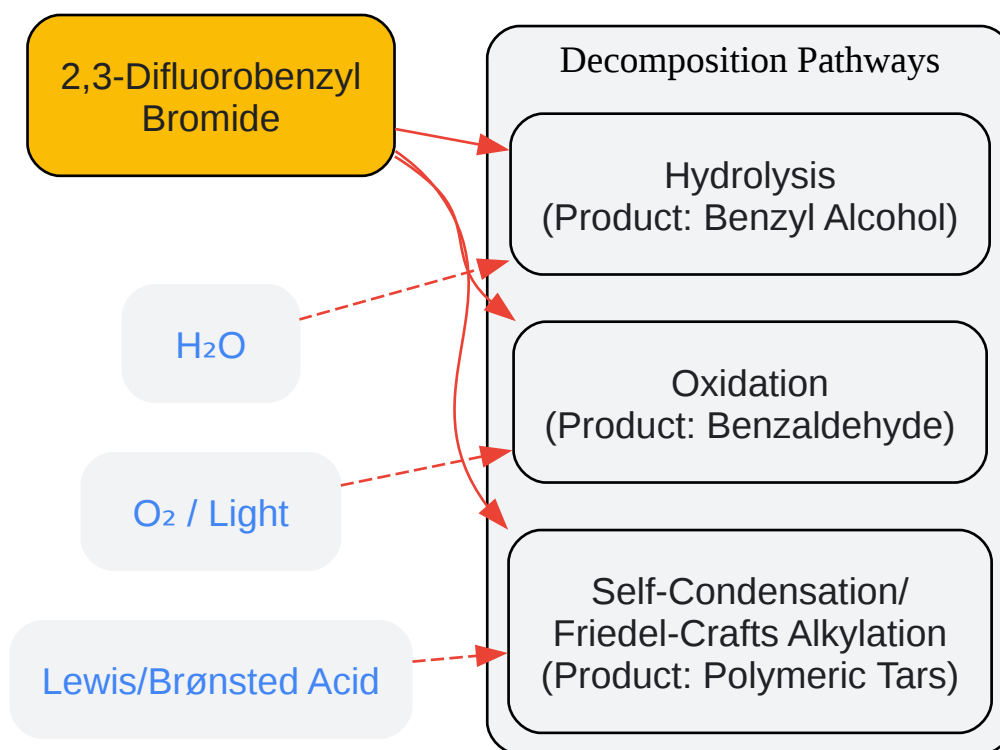 2,3-Difluorobenzyl
Bromide
Decomposition Pathways
Hydrolysis
(Product: Benzyl Alcohol)
H₂O
Oxidation
(Product: Benzaldehyde)
O₂ / Light
Self-Condensation/
Friedel-Crafts Alkylation
(Product: Polymeric Tars)
Lewis/Brønsted Acid